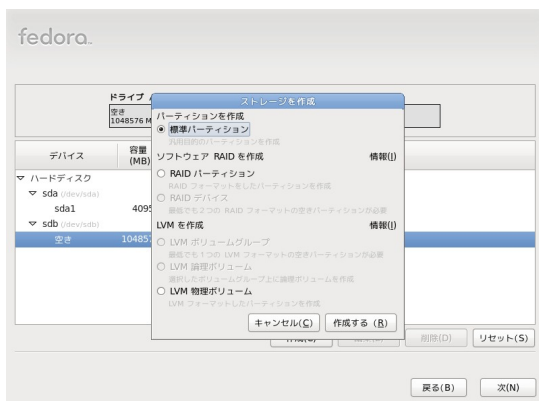 fedora
ドライブ
空き
1048576 M
デバイス
容量
(MB)
ハードディスク
sda (/dev/sda)
sda1
4095
sdb (/dev/sdb)
空き
104857
ストレージを作成
パーティションを作成
標準パーティション
汎用目的のパーティションを作成
ソフトウェア RAID を作成 情報(I)
RAID パーティション
RAID フォーマットをしたパーティションを作成
RAID デバイス
最低でも2つの RAID フォーマットの空きパーティションが必要
LVM を作成 情報(I)
LVM ボリュームグループ
最低でも1つの LVM フォーマットの空きパーティションが必要
LVM 論理ボリューム
選択したボリュームグループ上に論理ボリュームを作成
LVM 物理ボリューム
LVM フォーマットしたパーティションを作成
キャンセル(C) 作成する (R)
削除(D) リセット(S)
戻る(B) 次(N)